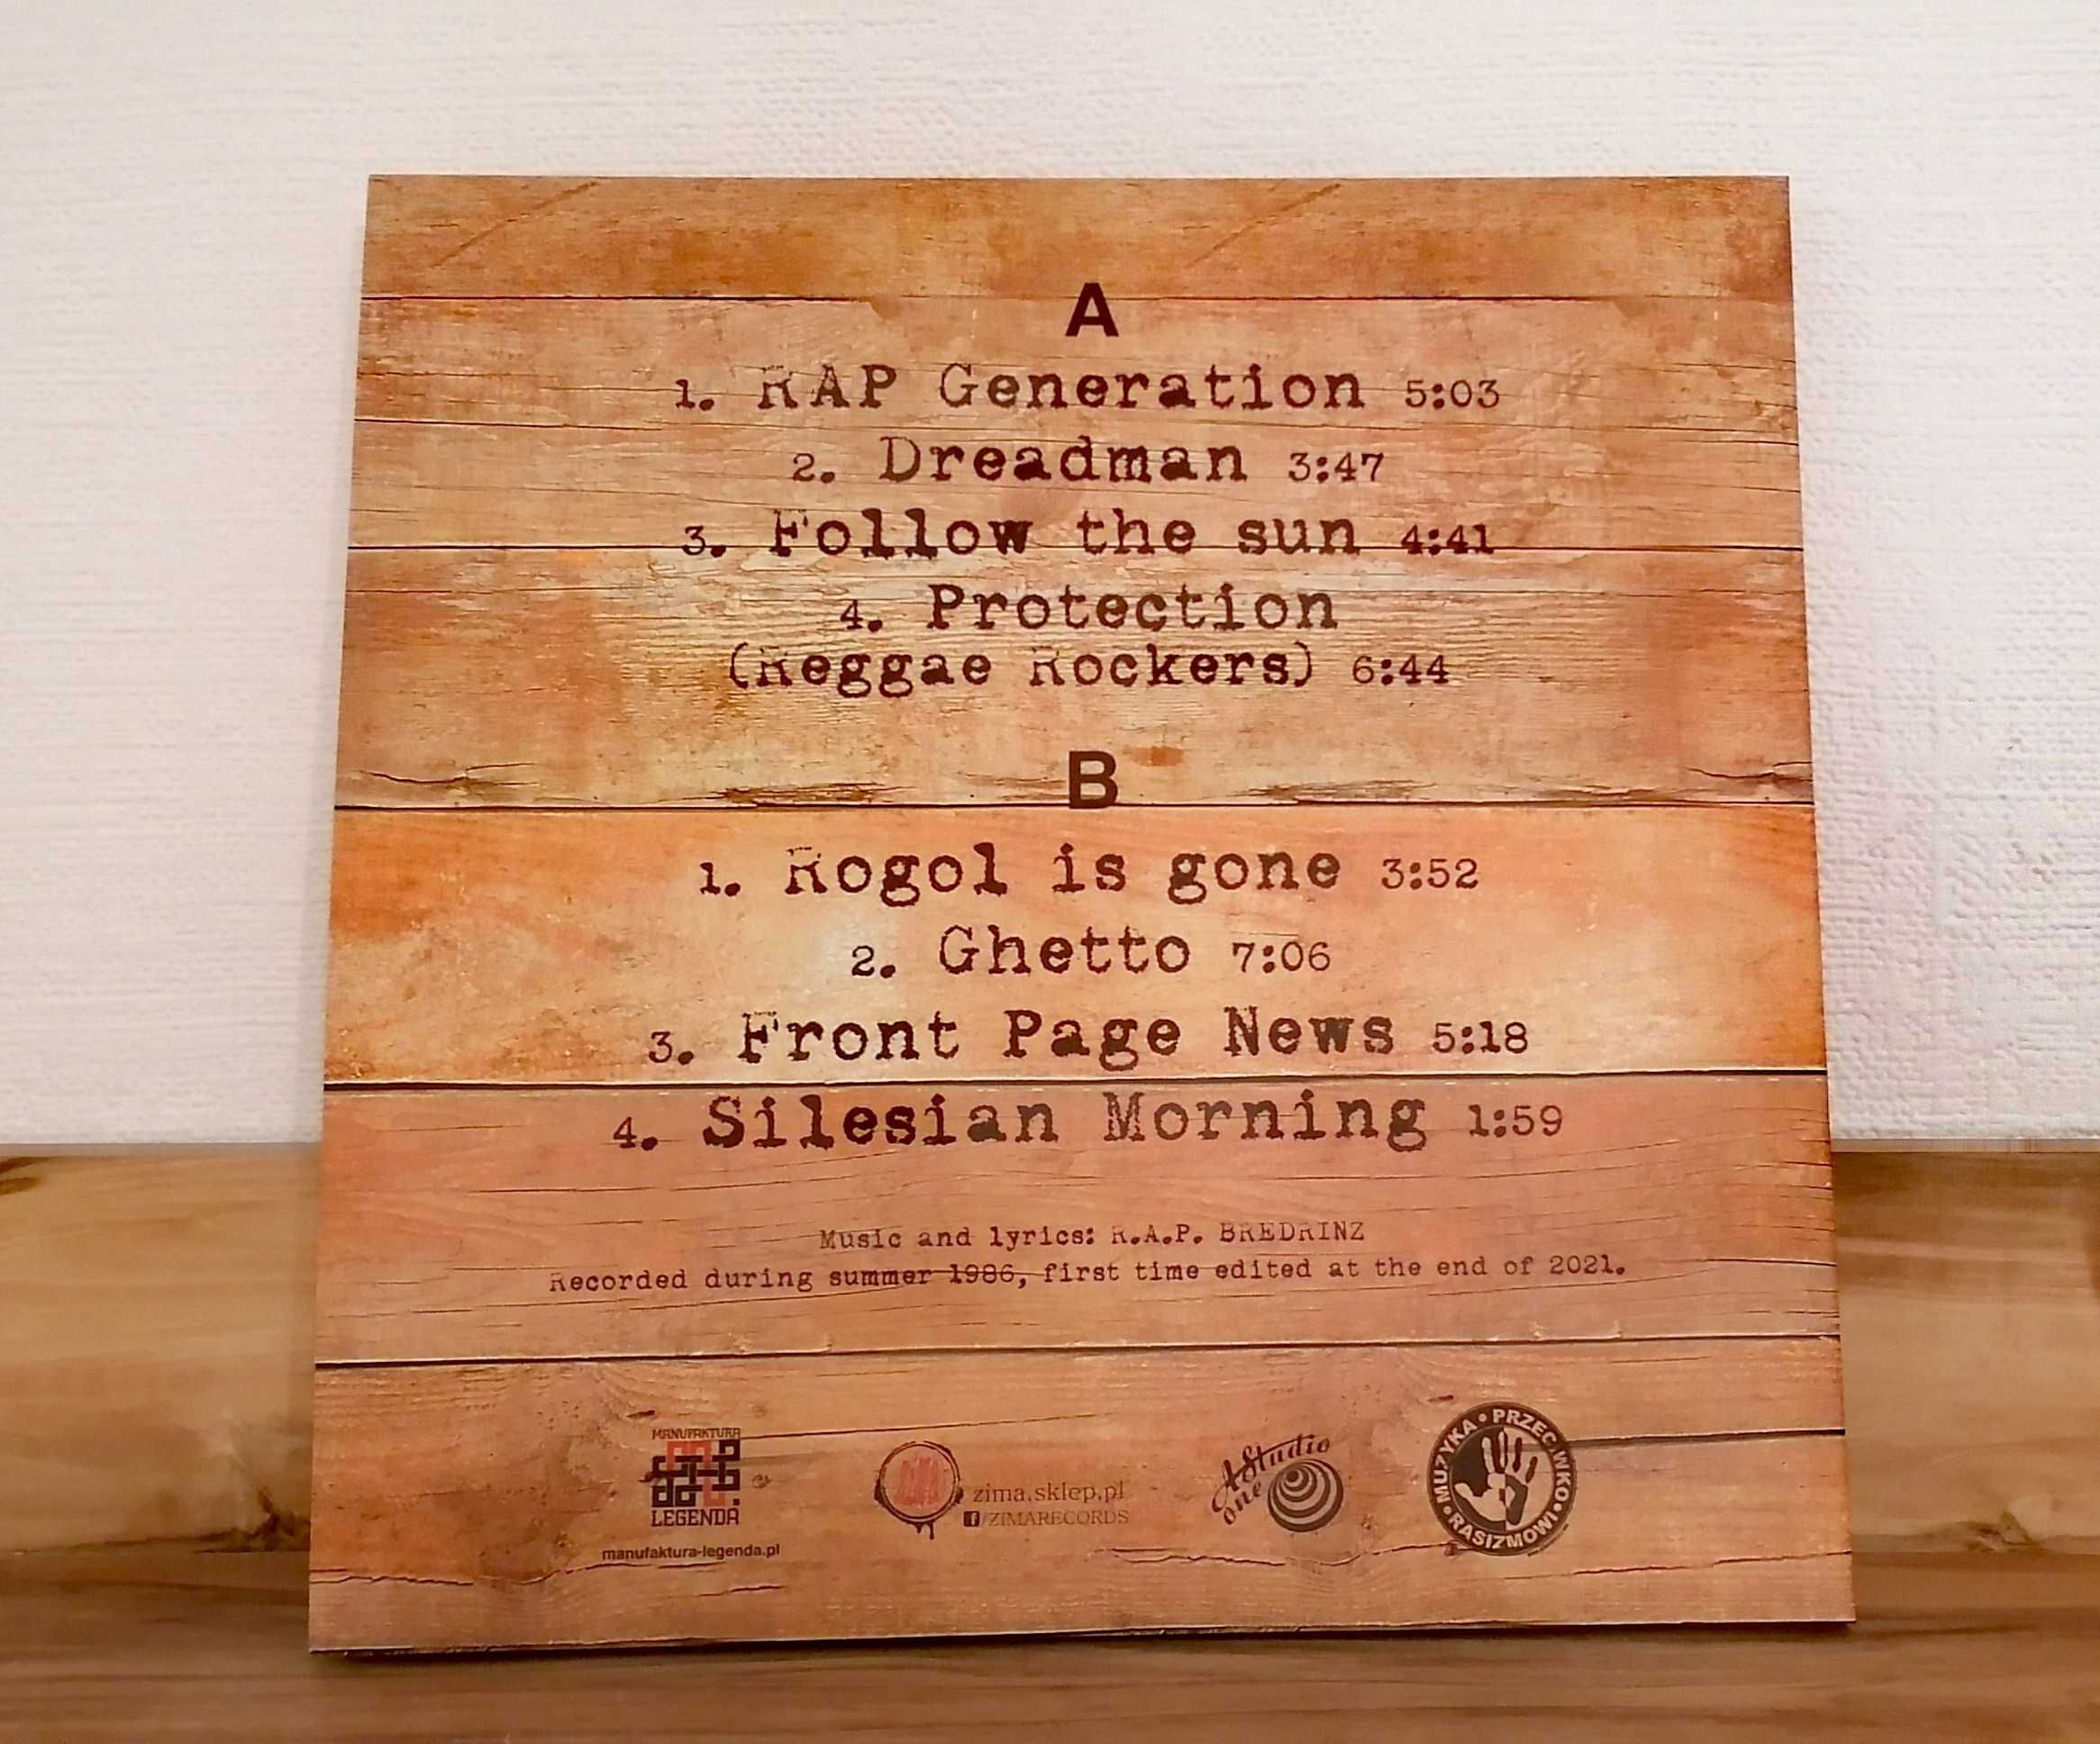 A
1. RAP Generation 5:03
2. Dreadman 3:47
3. Follow the sun 4:41
4. Protection
(Reggae Rockers) 6:44
B
1. Rogol is gone 3:52
2. Ghetto 7:06
3. Front Page News 5:18
4. Silesian Morning 1:59
Music and lyrics: R.A.P. BREDRINZ
Recorded during summer 1986, first time edited at the end of 2021.
MANUFAKTURA
LEGENDA
manufaktura-legenda.pl
zima.sklep.pl
f/ZIMARECORDS
Studio
one
MUZYKA • PRZECIWKO • RASIZMOWI •